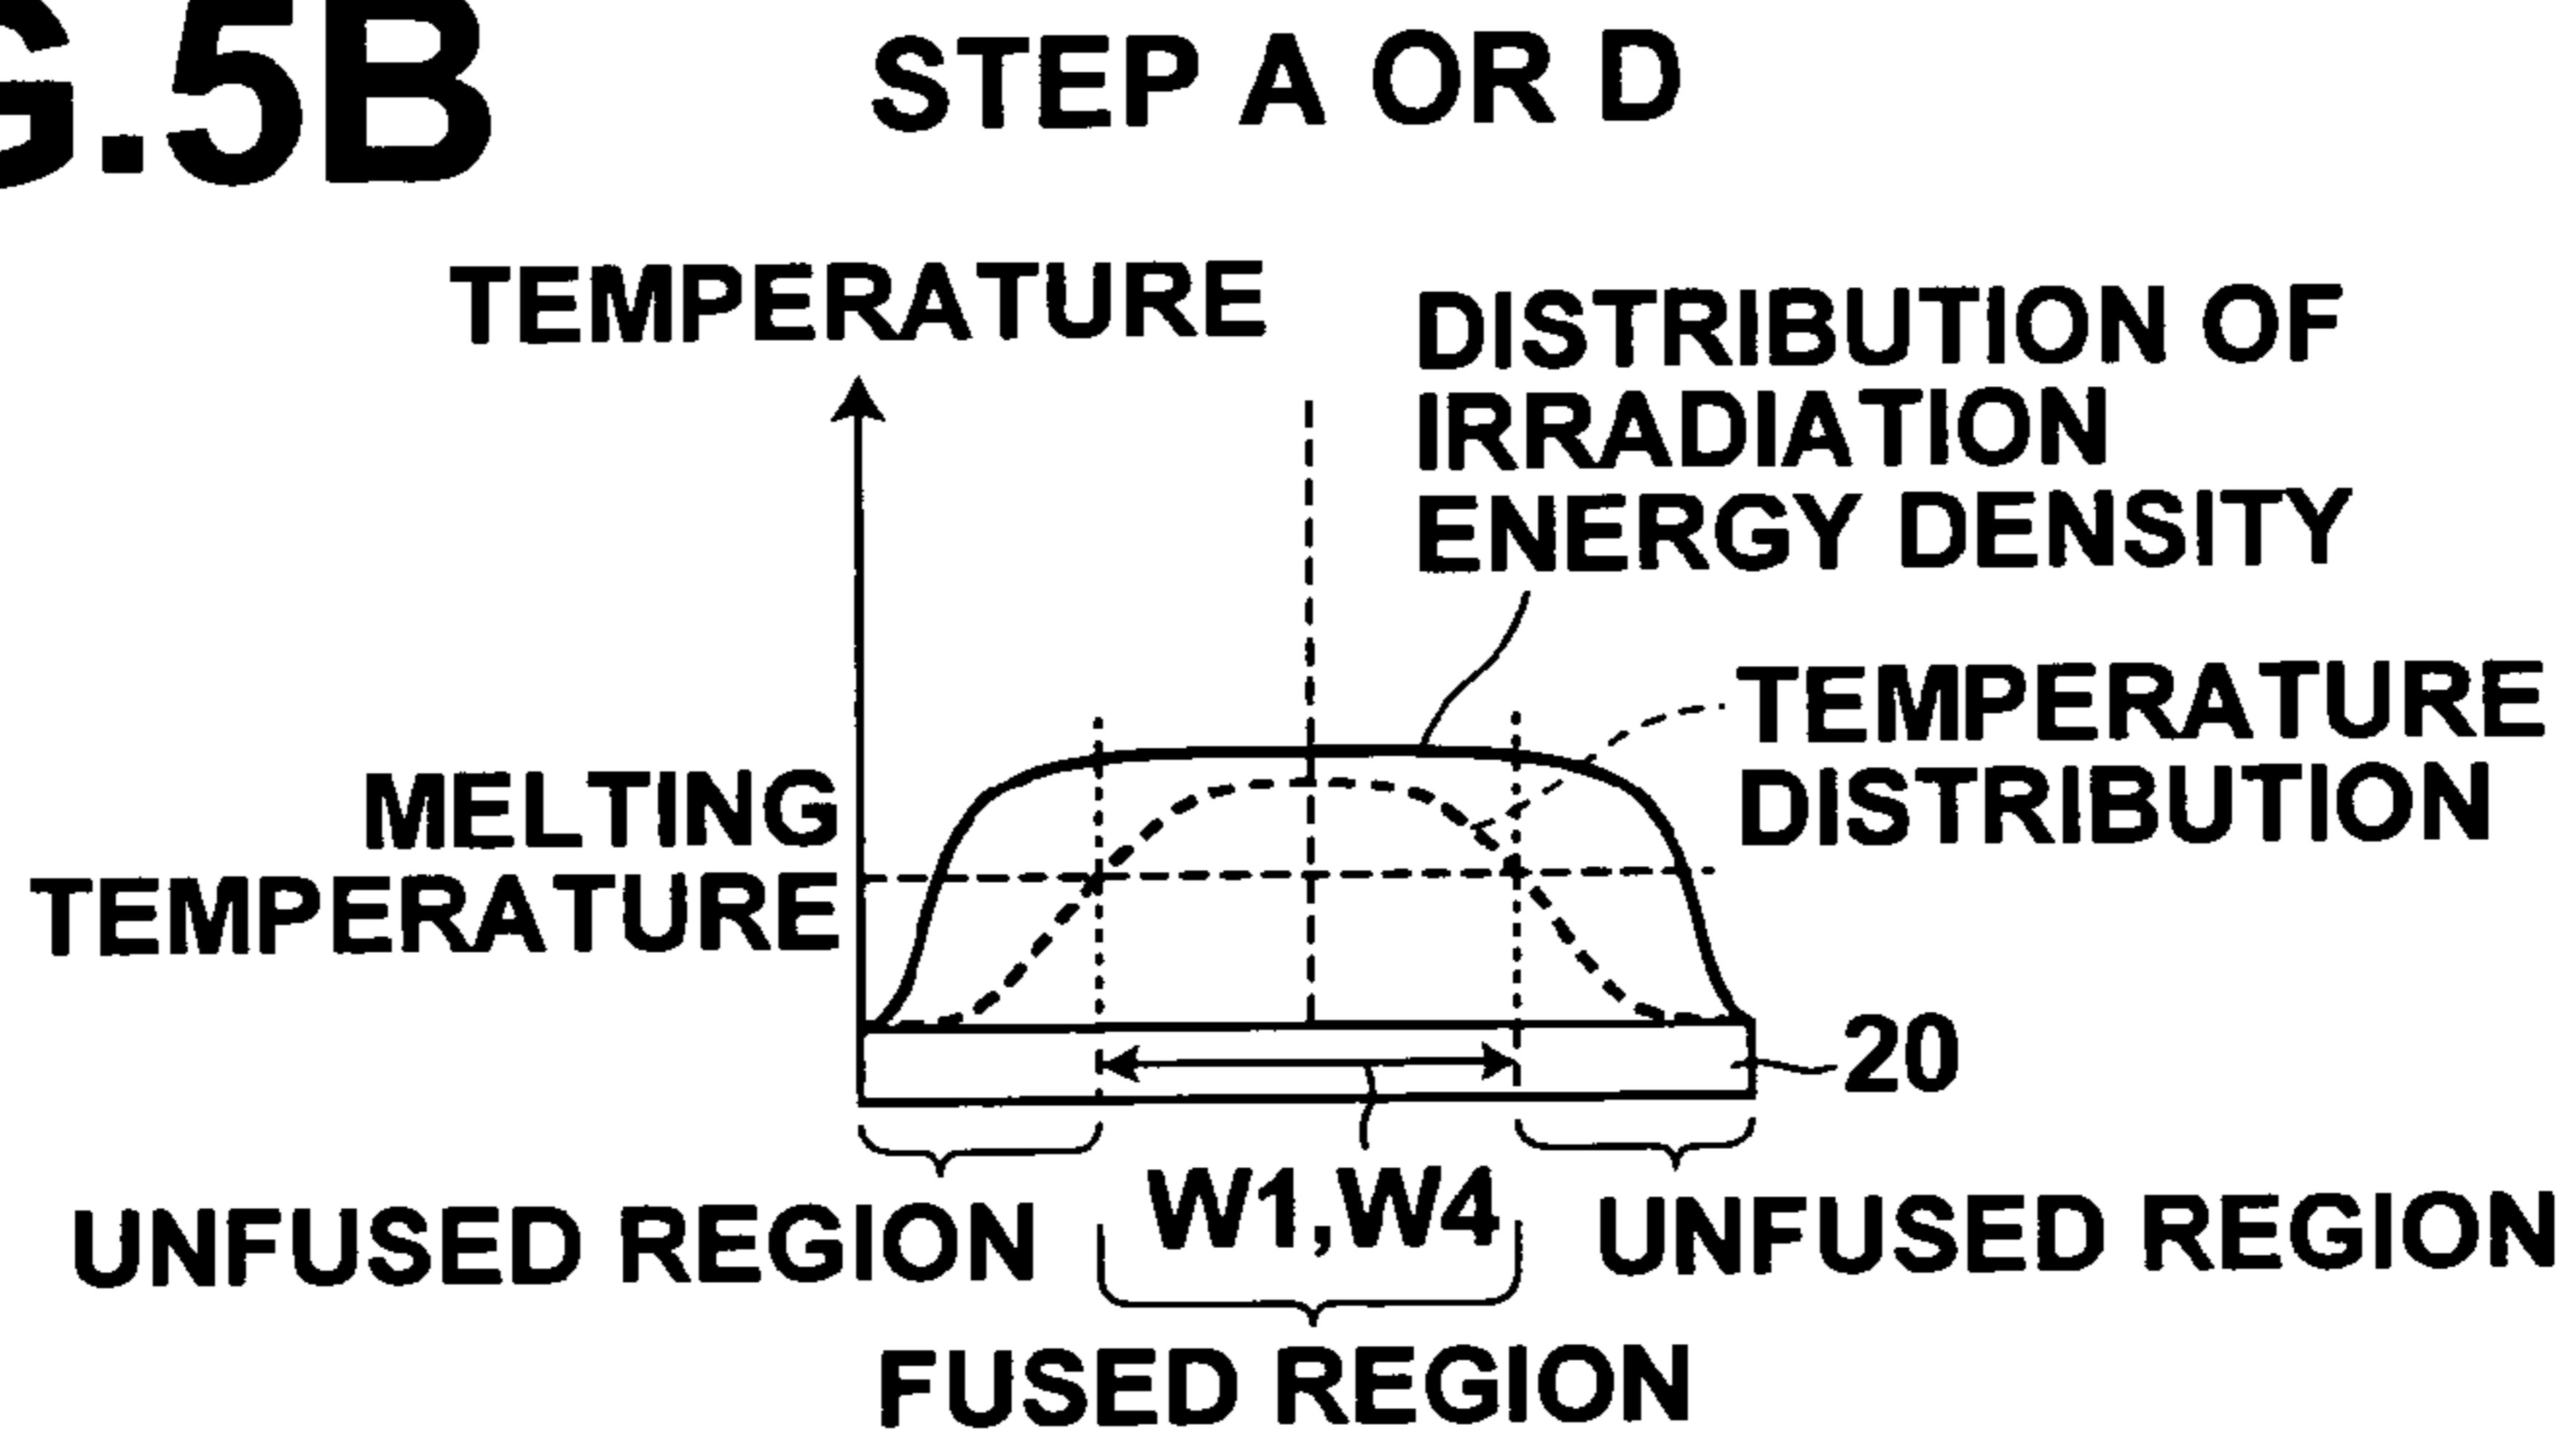 G.5B
STEP A OR D
TEMPERATURE
DISTRIBUTION OF
IRRADIATION
ENERGY DENSITY
TEMPERATURE
DISTRIBUTION
MELTING
TEMPERATURE
20
UNFUSED REGION
W1,W4
UNFUSED REGION
FUSED REGION